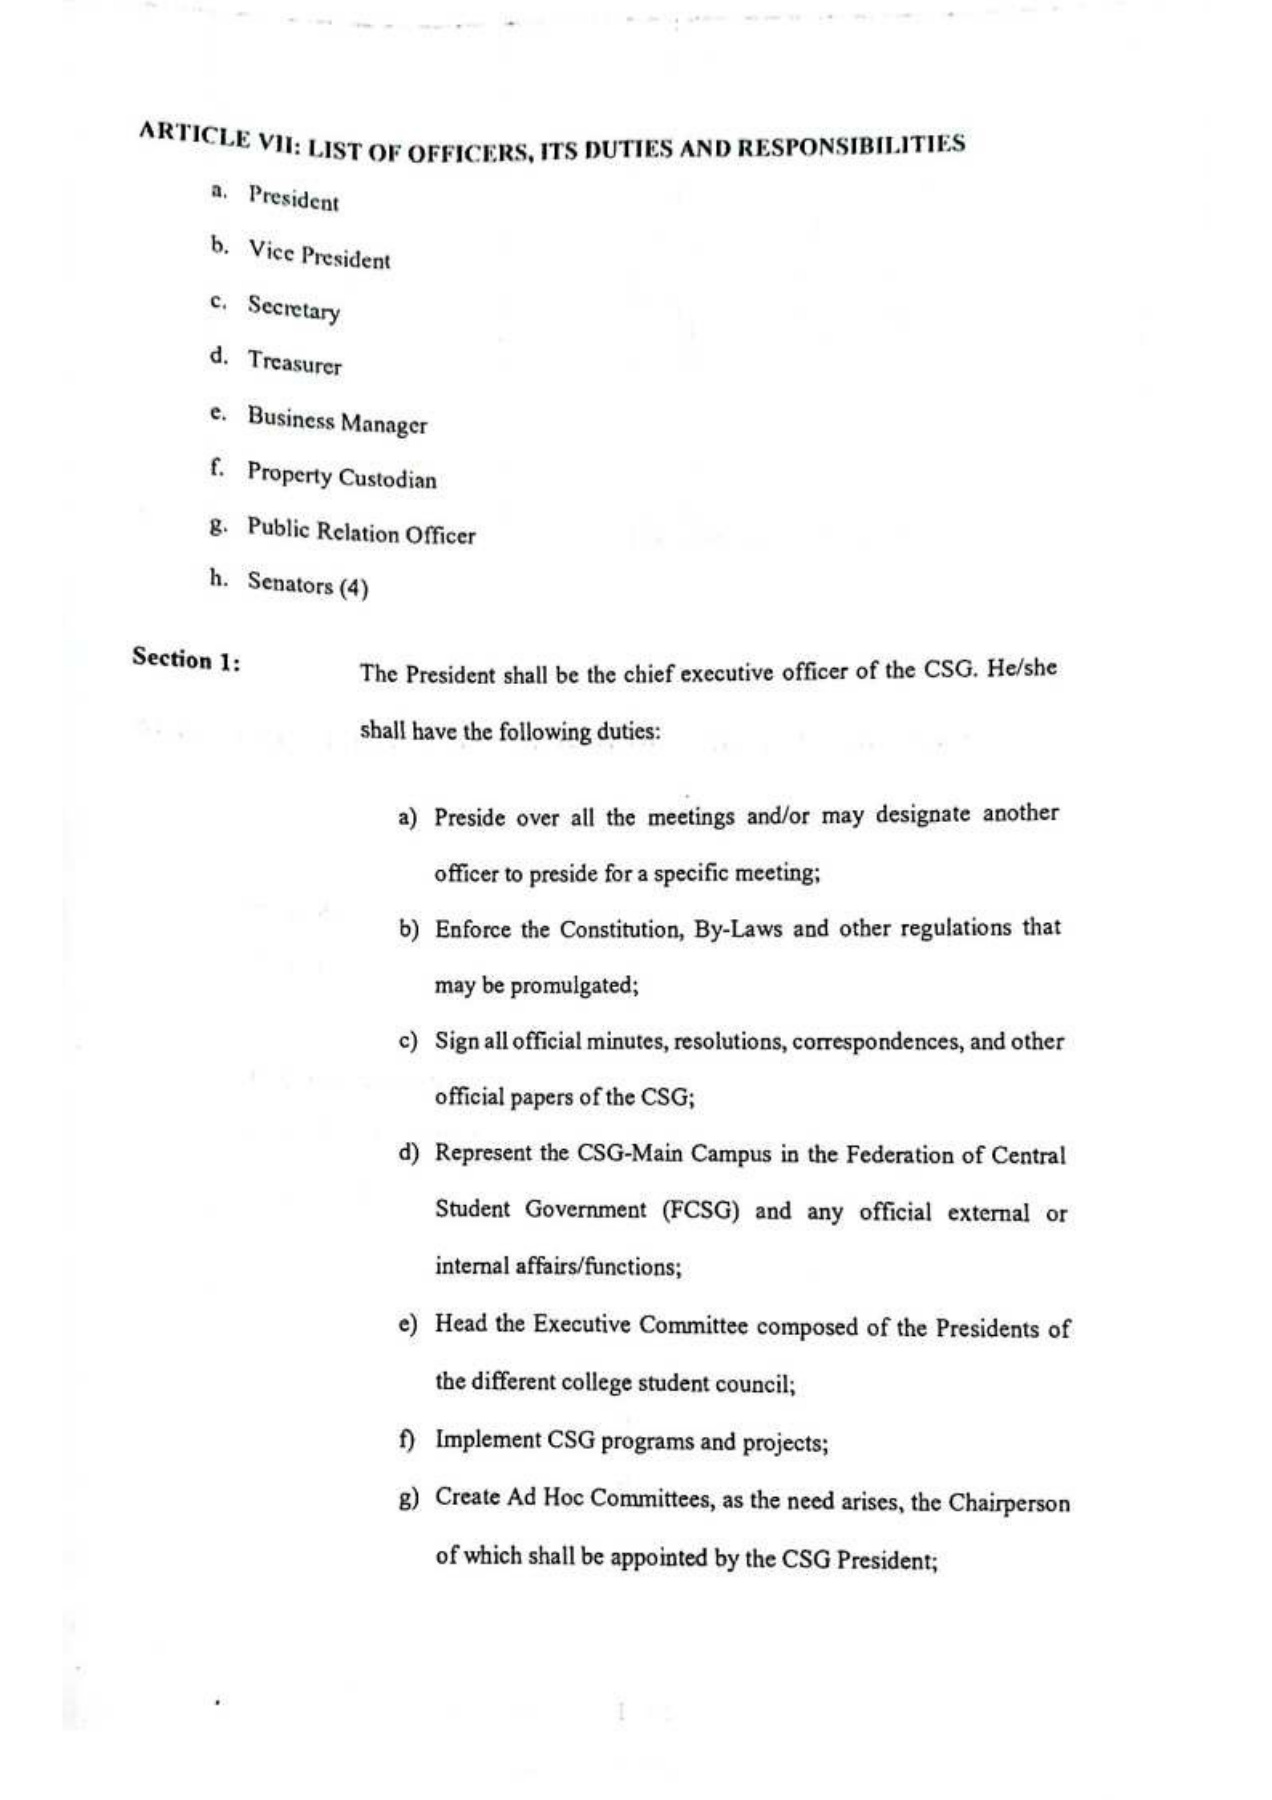 ARTICLE VII: LIST OF OFFICERS, ITS DUTIES AND RESPONSIBILITIES
a. President
b. Vice President
c. Secretary
d. Treasurer
e. Business Manager
f. Property Custodian
g. Public Relation Officer
h. Senators (4)
Section 1:
The President shall be the chief executive officer of the CSG. He/she
shall have the following duties:
a) Preside over all the meetings and/or may designate another
officer to preside for a specific meeting;
b) Enforce the Constitution, By-Laws and other regulations that
may be promulgated;
c) Sign all official minutes, resolutions, correspondences, and other
official papers of the CSG;
d) Represent the CSG-Main Campus in the Federation of Central
Student Government (FCSG) and any official external or
internal affairs/functions;
e) Head the Executive Committee composed of the Presidents of
the different college student council;
f) Implement CSG programs and projects;
g) Create Ad Hoc Committees, as the need arises, the Chairperson
of which shall be appointed by the CSG President;